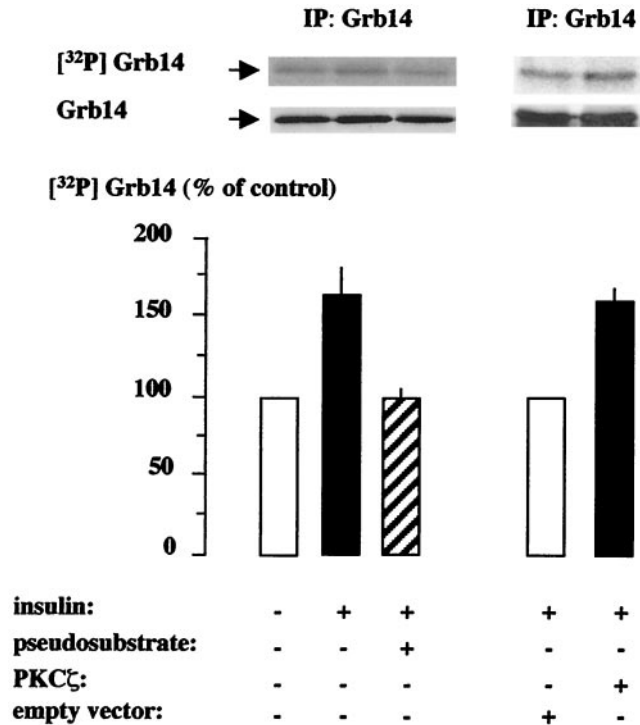 IP: Grb14 IP: Grb14
[³²P] Grb14
Grb14
[³²P] Grb14 (% of control)
200
150
100
50
0
insulin: - + + + +
pseudosubstrate: - - + - -
PKCζ: - - - - +
empty vector: - - - + -